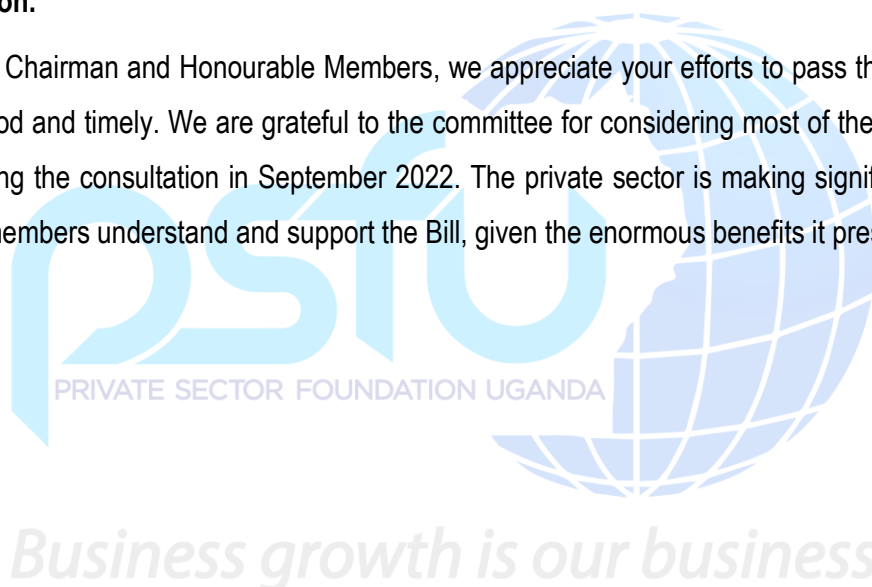 on.
Chairman and Honourable Members, we appreciate your efforts to pass th
od and timely. We are grateful to the committee for considering most of the
ng the consultation in September 2022. The private sector is making signif
members understand and support the Bill, given the enormous benefits it pres
psfu
PRIVATE SECTOR FOUNDATION UGANDA
Business growth is our business